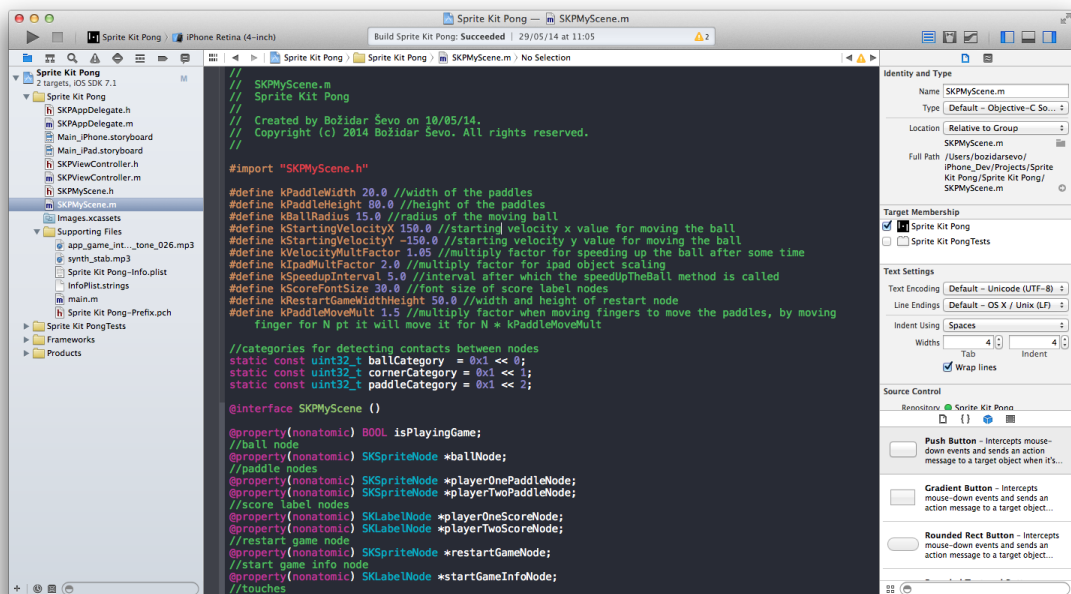 Sprite Kit Pong — SKPMyScene.m
Sprite Kit Pong 〉 iPhone Retina (4-inch)
Build Sprite Kit Pong: Succeeded | 29/05/14 at 11:05
2
Sprite Kit Pong 〉 Sprite Kit Pong 〉 SKPMyScene.m 〉 No Selection
Sprite Kit Pong
2 targets, iOS SDK 7.1
M
Sprite Kit Pong
SKPAppDelegate.h
SKPAppDelegate.m
Main_iPhone.storyboard
Main_iPad.storyboard
SKPViewController.h
SKPViewController.m
SKPMyScene.h
SKPMyScene.m
Images.xcassets
Supporting Files
app_game_int..._tone_026.mp3
synth_stab.mp3
Sprite Kit Pong-Info.plist
InfoPlist.strings
main.m
Sprite Kit Pong-Prefix.pch
Sprite Kit PongTests
Frameworks
Products
//
//  SKPMyScene.m
//  Sprite Kit Pong
//
//  Created by Božidar Ševo on 10/05/14.
//  Copyright (c) 2014 Božidar Ševo. All rights reserved.
//
#import "SKPMyScene.h"
#define kPaddleWidth 20.0 //width of the paddles
#define kPaddleHeight 80.0 //height of the paddles
#define kBallRadius 15.0 //radius of the moving ball
#define kStartingVelocityX 150.0 //starting velocity x value for moving the ball
#define kStartingVelocityY -150.0 //starting velocity y value for moving the ball
#define kVelocityMultFactor 1.05 //multiply factor for speeding up the ball after some time
#define kIpadMultFactor 2.0 //multiply factor for ipad object scaling
#define kSpeedupInterval 5.0 //interval after which the speedUpTheBall method is called
#define kScoreFontSize 30.0 //font size of score label nodes
#define kRestartGameWidthHeight 50.0 //width and height of restart node
#define kPaddleMoveMult 1.5 //multiply factor when moving fingers to move the paddles, by moving
finger for N pt it will move it for N * kPaddleMoveMult
//categories for detecting contacts between nodes
static const uint32_t ballCategory  = 0x1 << 0;
static const uint32_t cornerCategory = 0x1 << 1;
static const uint32_t paddleCategory = 0x1 << 2;
@interface SKPMyScene ()
@property(nonatomic) BOOL isPlayingGame;
//ball node
@property(nonatomic) SKSpriteNode *ballNode;
//paddle nodes
@property(nonatomic) SKSpriteNode *playerOnePaddleNode;
@property(nonatomic) SKSpriteNode *playerTwoPaddleNode;
//score label nodes
@property(nonatomic) SKLabelNode *playerOneScoreNode;
@property(nonatomic) SKLabelNode *playerTwoScoreNode;
//restart game node
@property(nonatomic) SKSpriteNode *restartGameNode;
//start game info node
@property(nonatomic) SKLabelNode *startGameInfoNode;
//touches
Identity and Type
Name SKPMyScene.m
Type Default - Objective-C So...
Location Relative to Group
SKPMyScene.m
Full Path /Users/bozidarsevo/
iPhone_Dev/Projects/Sprite
Kit Pong/Sprite Kit Pong/
SKPMyScene.m
Target Membership
Sprite Kit Pong
Sprite Kit PongTests
Text Settings
Text Encoding Default - Unicode (UTF-8)
Line Endings Default - OS X / Unix (LF)
Indent Using Spaces
Widths 4 4
Tab Indent
Wrap lines
Source Control
Repository Sprite Kit Pong
{ }
Push Button - Intercepts mouse-
down events and sends an action
message to a target object when it's...
Gradient Button - Intercepts
mouse-down events and sends an
action message to a target object...
Rounded Rect Button - Intercepts
mouse-down events and sends an
action message to a target object...